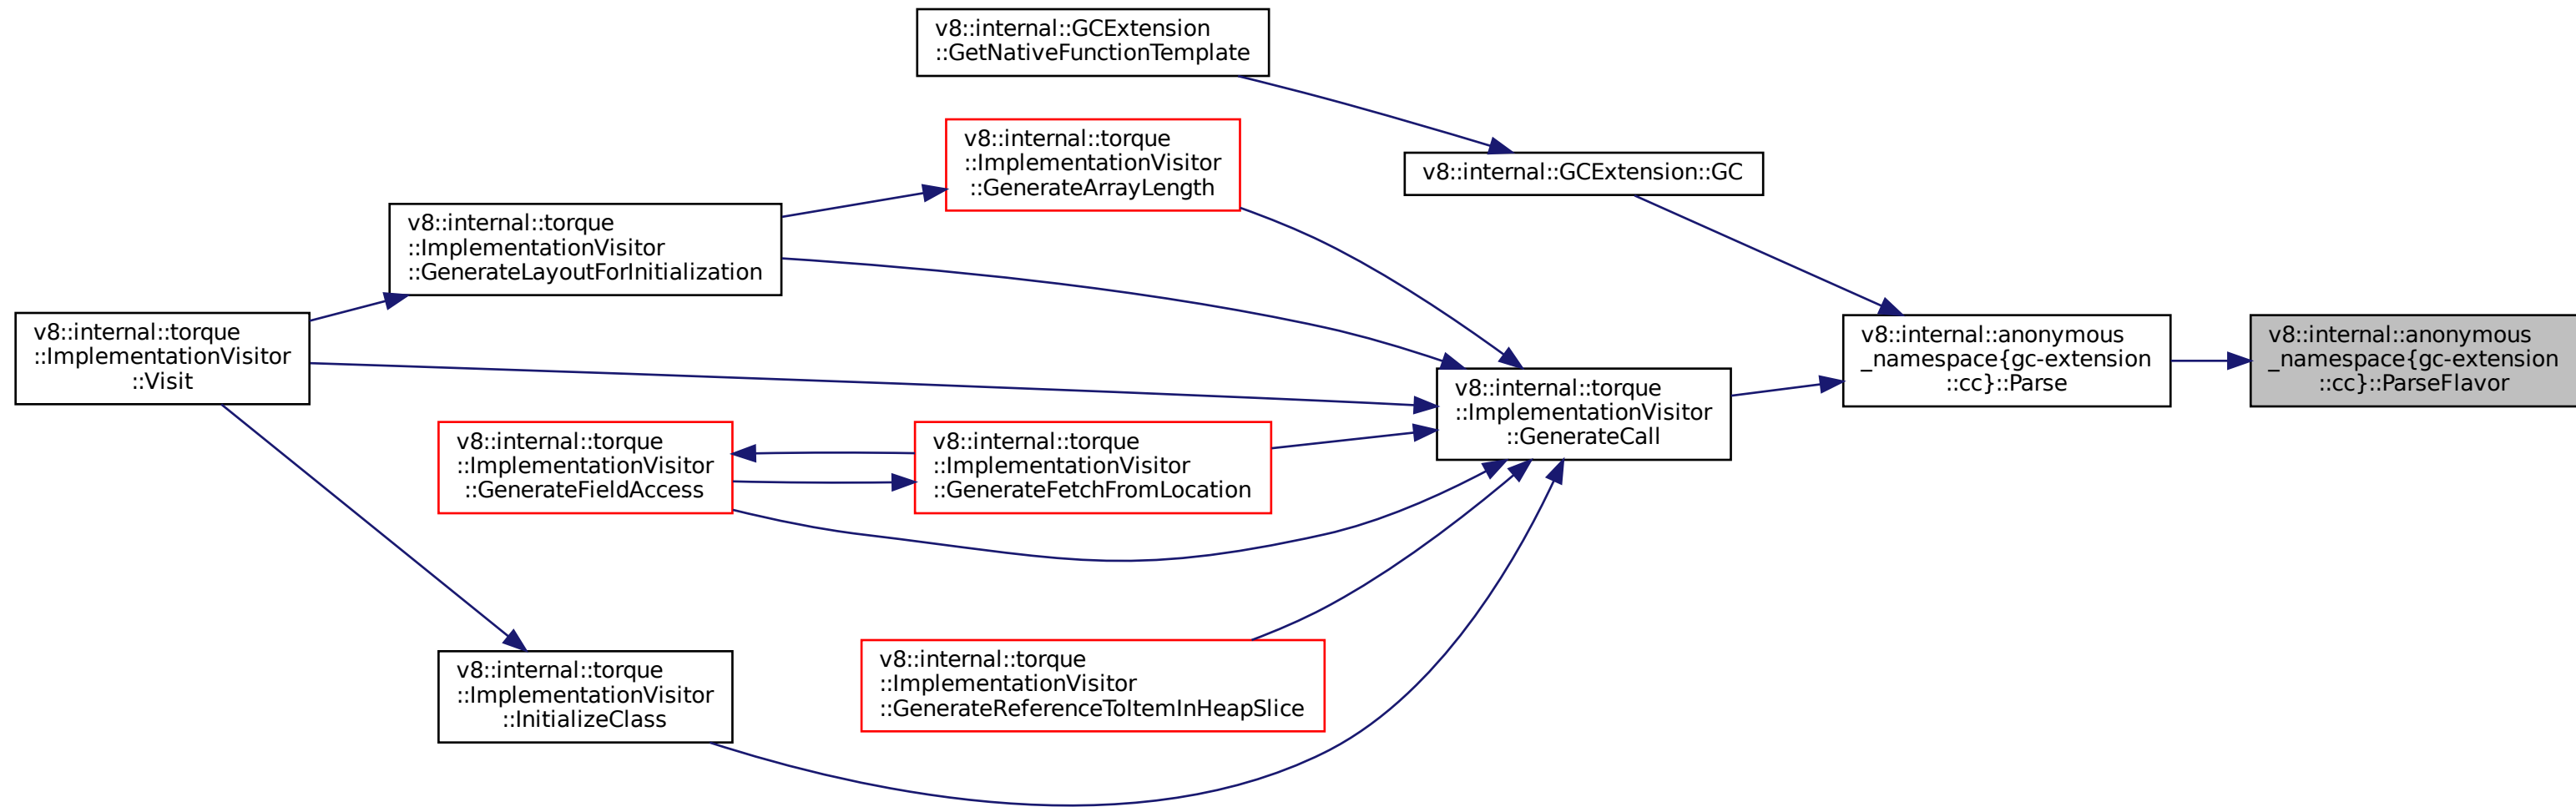 v8::internal::GCExtension
::GetNativeFunctionTemplate
v8::internal::torque
::ImplementationVisitor
::GenerateArrayLength
v8::internal::GCExtension::GC
v8::internal::torque
::ImplementationVisitor
::GenerateLayoutForInitialization
v8::internal::torque
::ImplementationVisitor
::Visit
v8::internal::anonymous
_namespace{gc-extension
::cc}::Parse
v8::internal::anonymous
_namespace{gc-extension
::cc}::ParseFlavor
v8::internal::torque
::ImplementationVisitor
::GenerateCall
v8::internal::torque
::ImplementationVisitor
::GenerateFieldAccess
v8::internal::torque
::ImplementationVisitor
::GenerateFetchFromLocation
v8::internal::torque
::ImplementationVisitor
::GenerateReferenceToItemInHeapSlice
v8::internal::torque
::ImplementationVisitor
::InitializeClass